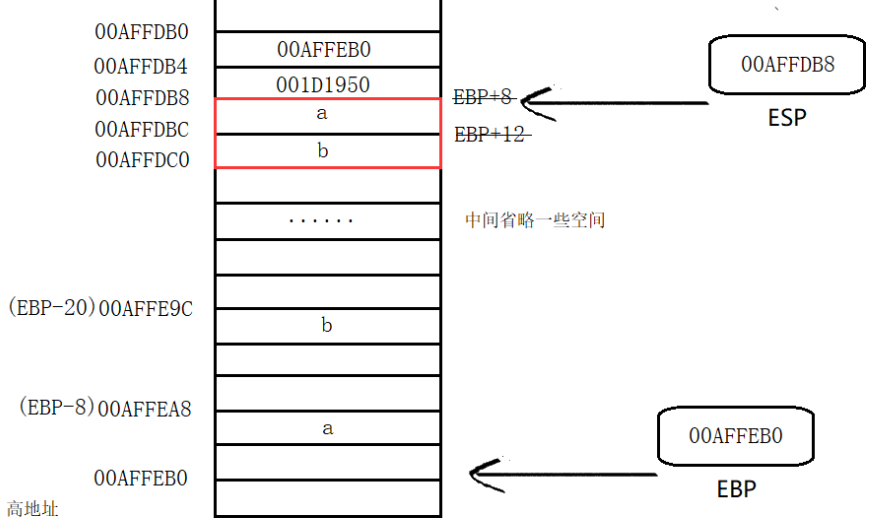 00AFFDB0
00AFFEB0
00AFFDB4
001D1950
00AFFDB8
EBP+8
00AFFDB8
ESP
a
00AFFDBC
EBP+12
b
00AFFDC0
......
中间省略一些空间
(EBP-20)00AFFE9C
b
(EBP-8)00AFFEA8
a
00AFFEB0
EBP
00AFFEB0
高地址